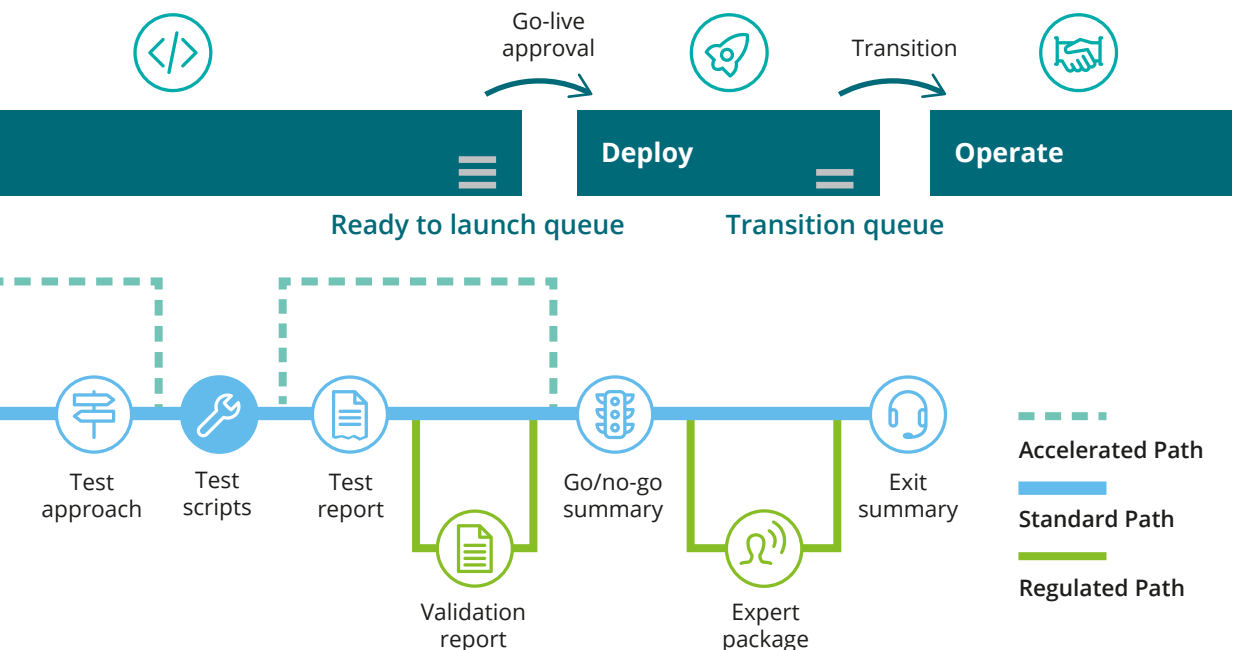 Go-live
approval
Transition
Deploy
Operate
Ready to launch queue
Transition queue
Test
approach
Test
scripts
Test
report
Go/no-go
summary
Exit
summary
Validation
report
Expert
package
Accelerated Path
Standard Path
Regulated Path